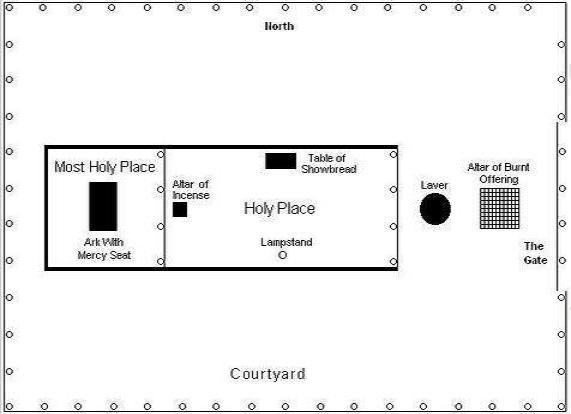 North
Most Holy Place
Table of
Showbread
Altar of Burnt
Offering
Altar of
Incense
Laver
Holy Place
Ark With
Mercy Seat
Lampstand
The
Gate
Courtyard